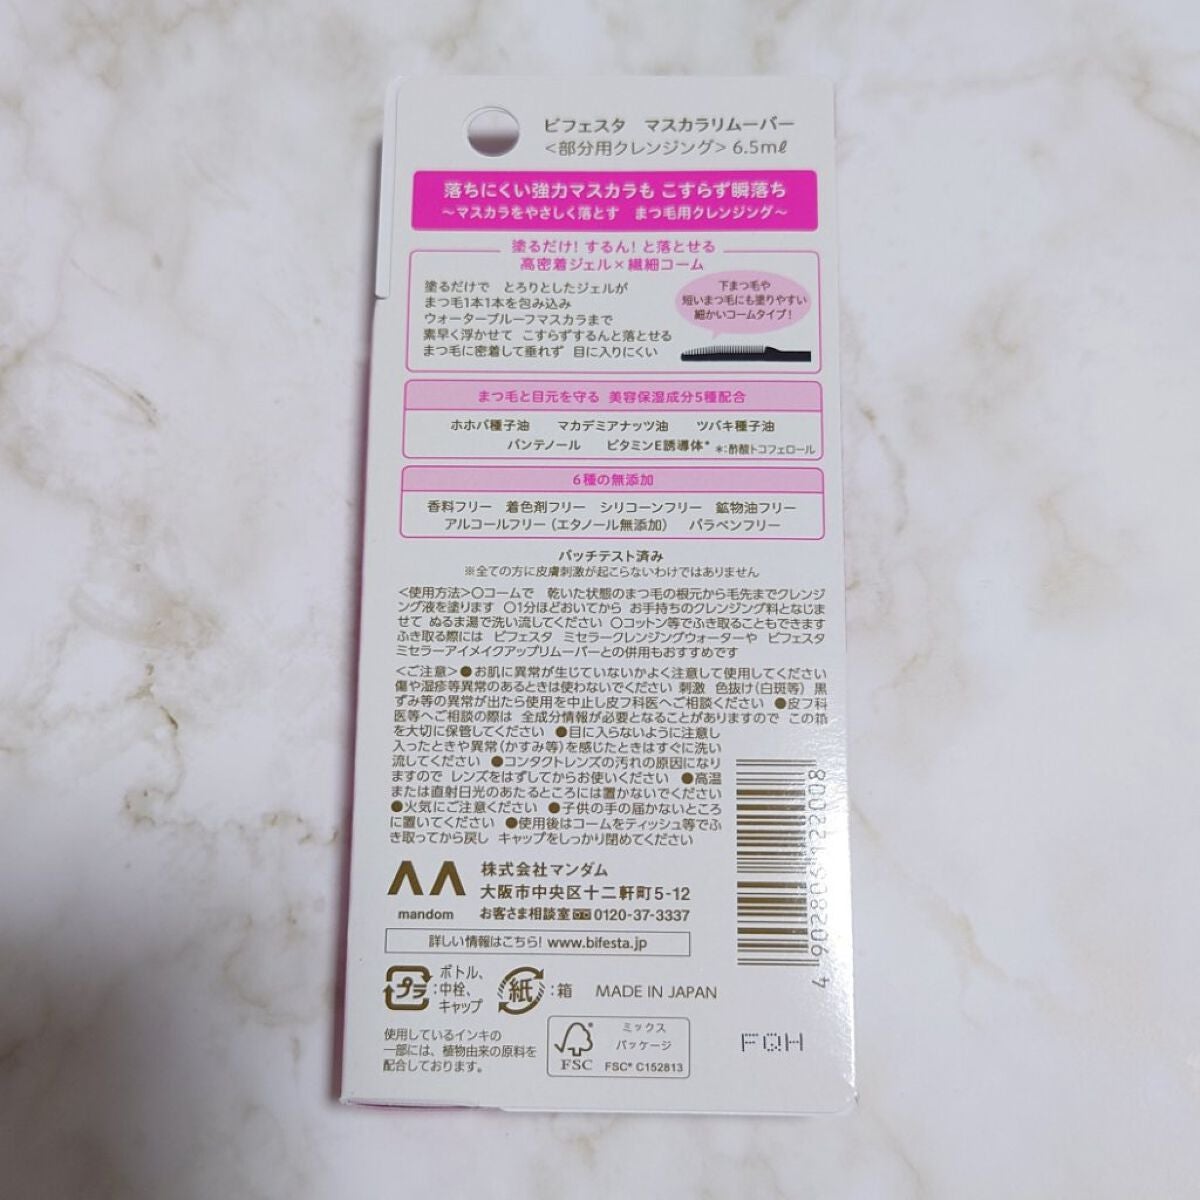 ビフェスタ マスカラリムーバー
<部分用クレンジング> 6.5mℓ
落ちにくい強力マスカラも こすらず瞬落ち
～マスカラをやさしく落とす まつ毛用クレンジング～
塗るだけ! するん! と落とせる
高密着ジェル×繊細コーム
塗るだけで とろりとしたジェルが
まつ毛1本1本を包み込み
ウォータープルーフマスカラまで
素早く浮かせて こすらずするんと落とせる
まつ毛に密着して垂れず 目に入りにくい
下まつ毛や
短いまつ毛にも塗りやすい
細かいコームタイプ!
まつ毛と目元を守る 美容保湿成分5種配合
ホホバ種子油 マカデミアナッツ油 ツバキ種子油
パンテノール ビタミンE誘導体* *:酢酸トコフェロール
6種の無添加
香料フリー 着色剤フリー シリコーンフリー 鉱物油フリー
アルコールフリー(エタノール無添加) パラベンフリー
パッチテスト済み
※全ての方に皮膚刺激が起こらないわけではありません
<使用方法>○コームで 乾いた状態のまつ毛の根元から毛先までクレンジ
ング液を塗ります ○1分ほどおいてから お手持ちのクレンジング料となじま
せて ぬるま湯で洗い流してください ○コットン等でふき取ることもできます
ふき取る際には ビフェスタ ミセラークレンジングウォーターや ビフェスタ
ミセラーアイメイクアップリムーバーとの併用もおすすめです
<ご注意>●お肌に異常が生じていないかよく注意して使用してください
傷や湿疹等異常のあるときは使わないでください 刺激 色抜け(白斑等) 黒
ずみ等の異常が出たら使用を中止し皮フ科医へご相談ください ●皮フ科
医等へご相談の際は 全成分情報が必要となることがありますので この箱
を大切に保管してください ●目に入らないように注意し
入ったときや異常(かすみ等)を感じたときはすぐに洗い
流してください ●コンタクトレンズの汚れの原因になり
ますので レンズをはずしてからお使いください ●高温
または直射日光のあたるところには置かないでください
●火気にご注意ください ●子供の手の届かないところ
に置いてください ●使用後はコームをティッシュ等でふ
き取ってから戻し キャップをしっかり閉めてください
4902806122008
株式会社マンダム
大阪市中央区十二軒町5-12
mandom お客さま相談室 0120-37-3337
詳しい情報はこちら! www.bifesta.jp
プラ :ボトル、
中栓、
キャップ
紙 :箱
MADE IN JAPAN
使用しているインキの
一部には、植物由来の原料を
配合しております。
FSC
ミックス
パッケージ
FSC® C152813
FQH